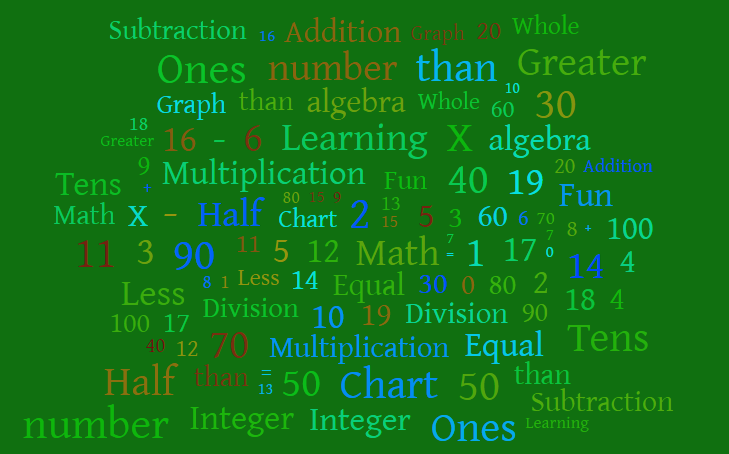 Subtraction 16 Addition Graph 20 Whole
Ones number than Greater
Graph than algebra Whole 60 10 30
18 Greater 16 - 6 Learning X algebra
9 Multiplication Fun 40 19 20 Addition
Tens + Fun
Math X - Half 80 17 9 Chart 2 13 15 5 3 60 6 70 8 + 100
11 3 90 11 5 12 Math 7 = 1 17 7 0 14 4
Less 8 1 Less 14 Equal 30 0 80 2 18 4
100 17 Division 10 19 Division 90
40 12 70 Multiplication Equal Tens
Half than = 13 50 Chart 50 than
Subtraction
number Integer Integer Ones Learning